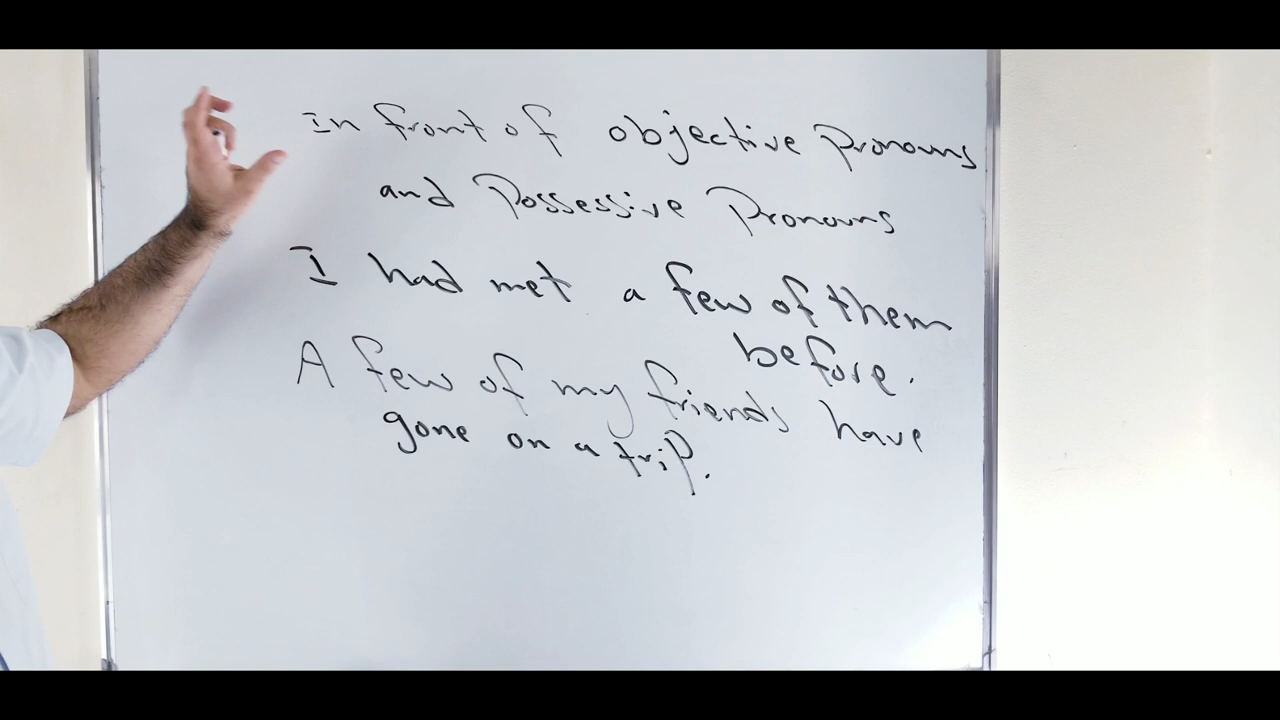 In front of objective pronouns
and Possessive Pronouns
I had met a few of them
before.
A few of my friends have
gone on a trip.